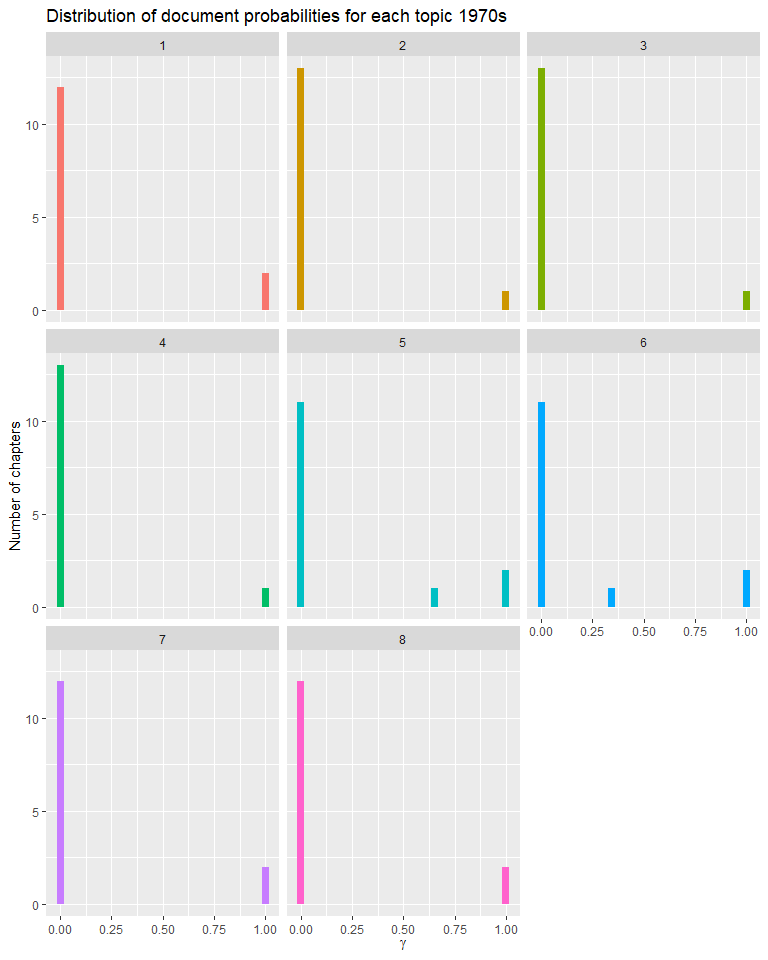 Distribution of document probabilities for each topic 1970s
1 2 3
10
5
0
4 5 6
10
5
0
Number of chapters
0.00 0.25 0.50 0.75 1.00
7 8
10
5
0
0.00 0.25 0.50 0.75 1.00 0.00 0.25 0.50 0.75 1.00
γ